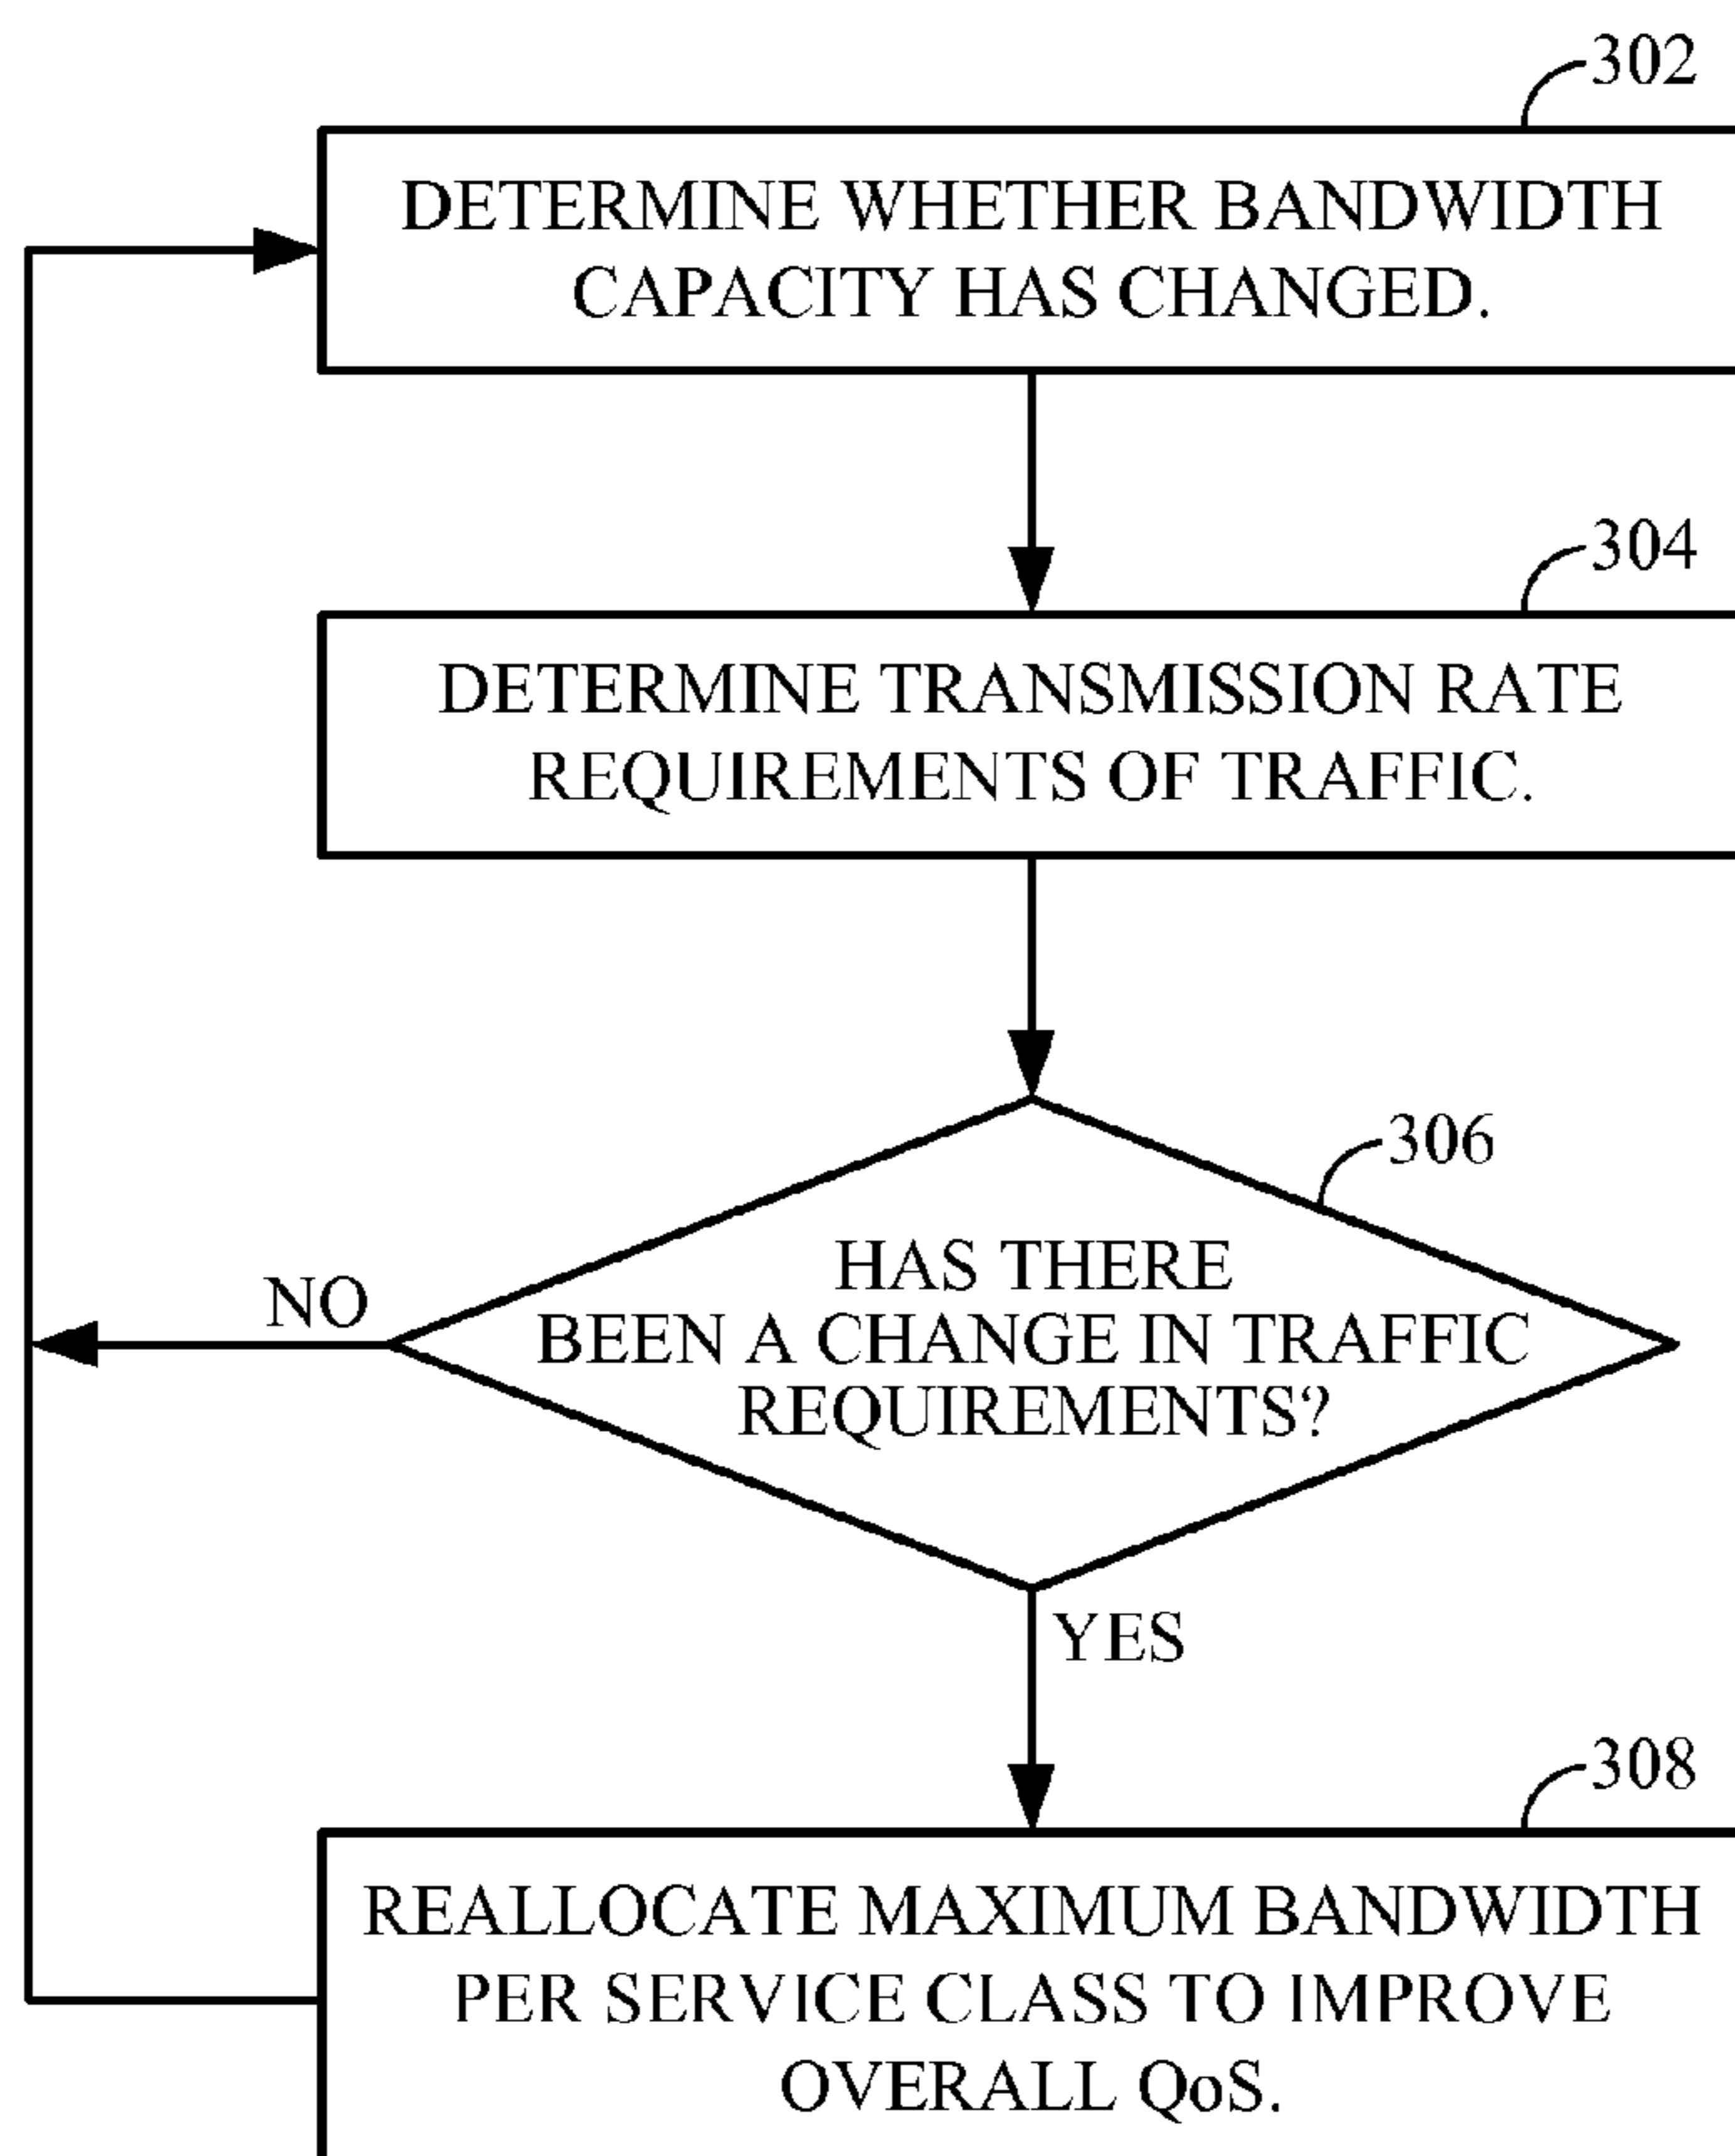 302
DETERMINE WHETHER BANDWIDTH
CAPACITY HAS CHANGED.
304
DETERMINE TRANSMISSION RATE
REQUIREMENTS OF TRAFFIC.
306
HAS THERE
BEEN A CHANGE IN TRAFFIC
REQUIREMENTS?
NO
YES
308
REALLOCATE MAXIMUM BANDWIDTH
PER SERVICE CLASS TO IMPROVE
OVERALL QoS.